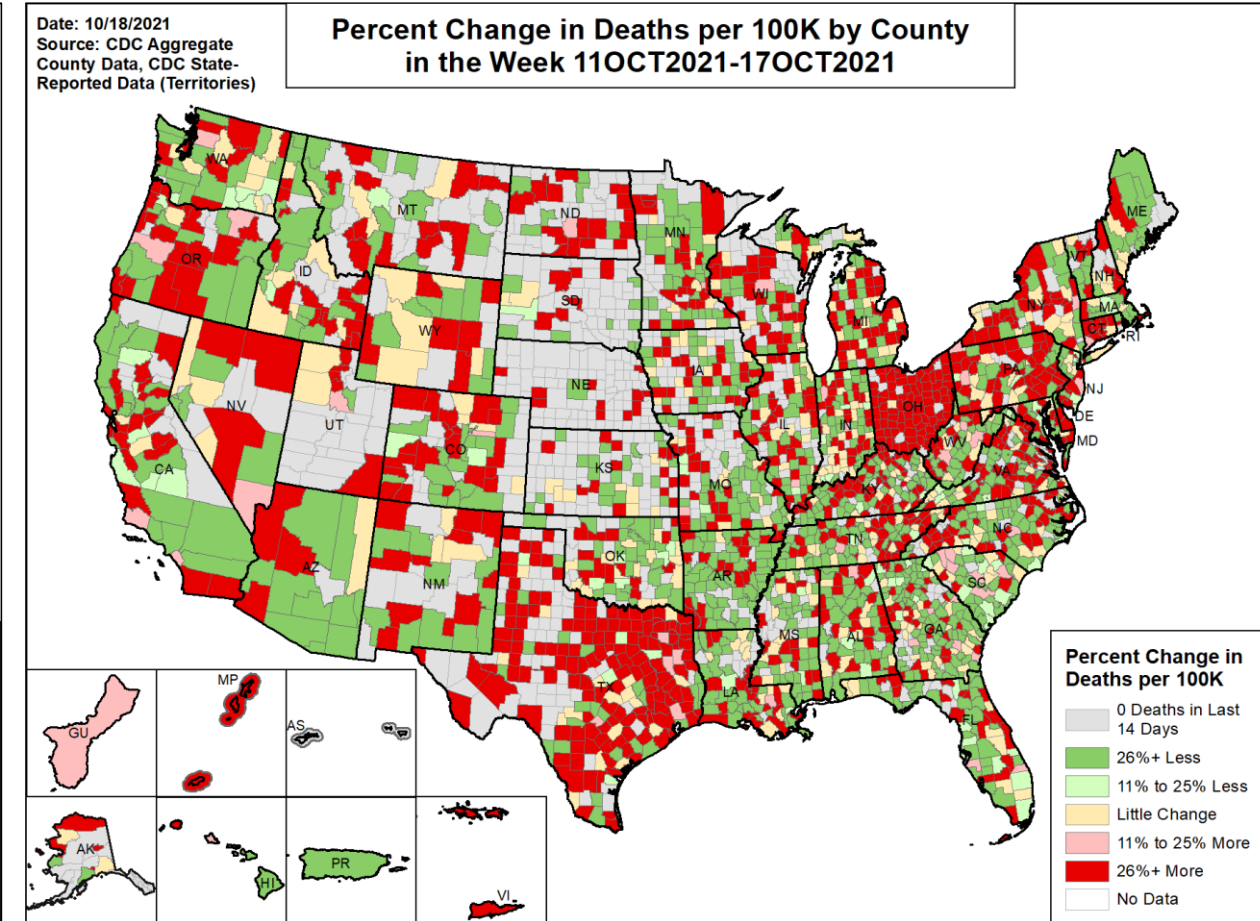 Date: 10/18/2021
Source: CDC Aggregate
County Data, CDC State-
Reported Data (Territories)
Percent Change in Deaths per 100K by County
in the Week 11OCT2021-17OCT2021
WA
MT
ND
MN
ME
OR
ID
SD
WI
MI
VT
NH
NY
MA
CT
RI
WY
IA
PA
NJ
NV
NE
OH
DE
UT
IL
IN
MD
CA
CO
WV
VA
KS
MO
KY
NC
AZ
NM
OK
AR
TN
SC
MS
AL
GA
TX
LA
FL
GU
MP
AS
AK
HI
PR
VI
Percent Change in
Deaths per 100K
0 Deaths in Last
14 Days
26%+ Less
11% to 25% Less
Little Change
11% to 25% More
26%+ More
No Data